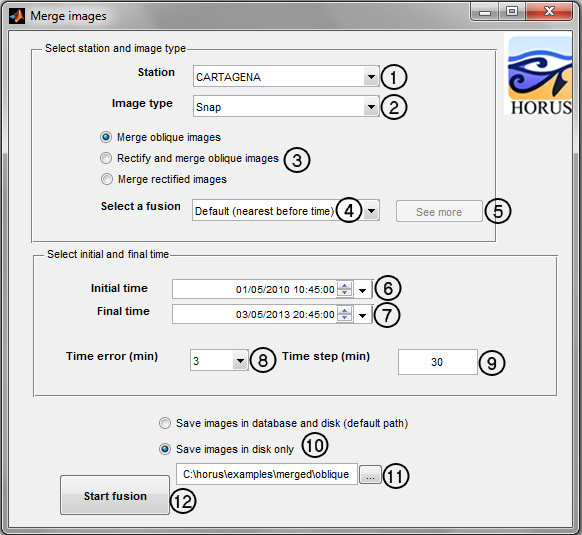 Merge images
Select station and image type
HORUS
Station CARTAGENA 1
Image type Snap 2
Merge oblique images
Rectify and merge oblique images 3
Merge rectified images
Select a fusion Default (nearest before time) 4 See more 5
Select initial and final time
Initial time 01/05/2010 10:45:00 6
Final time 03/05/2013 20:45:00 7
Time error (min) 3 8 Time step (min) 30 9
Save images in database and disk (default path)
Save images in disk only 10
C:\horus\examples\merged\oblique ... 11
Start fusion 12